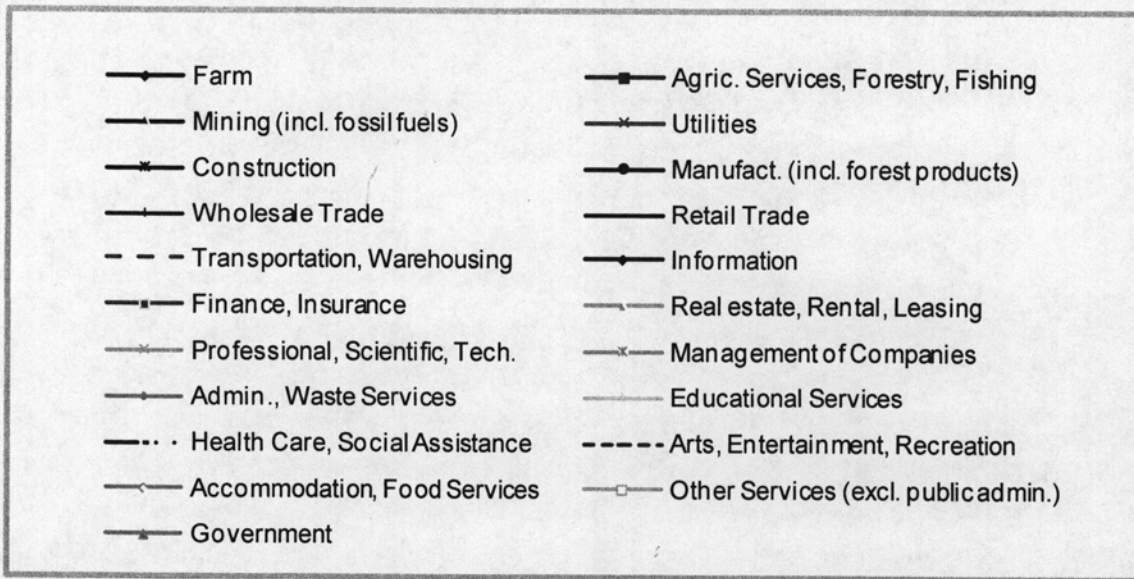 Farm
Agric. Services, Forestry, Fishing
Mining (incl. fossil fuels)
Utilities
Construction
Manufact. (incl. forest products)
Wholesale Trade
Retail Trade
Transportation, Warehousing
Information
Finance, Insurance
Real estate, Rental, Leasing
Professional, Scientific, Tech.
Management of Companies
Admin., Waste Services
Educational Services
Health Care, Social Assistance
Arts, Entertainment, Recreation
Accommodation, Food Services
Other Services (excl. public admin.)
Government